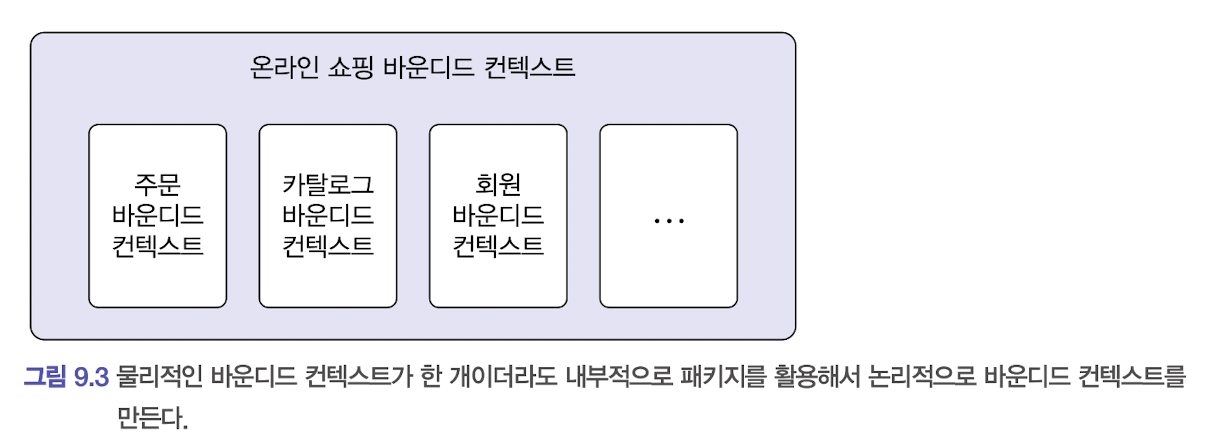 온라인 쇼핑 바운디드 컨텍스트
주문
바운디드
컨텍스트
카탈로그
바운디드
컨텍스트
회원
바운디드
컨텍스트
...
그림 9.3 물리적인 바운디드 컨텍스트가 한 개이더라도 내부적으로 패키지를 활용해서 논리적으로 바운디드 컨텍스트를
만든다.